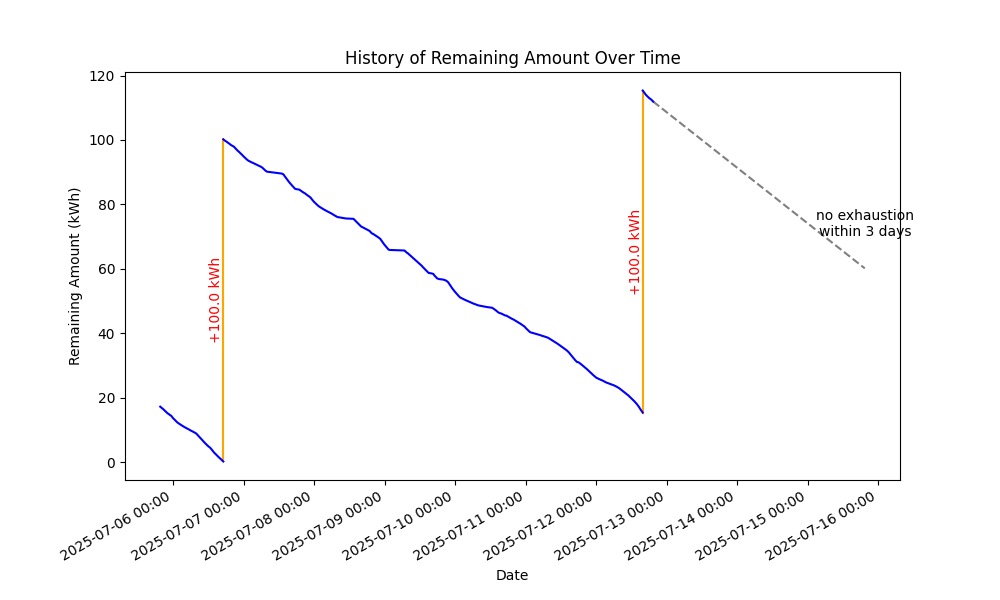 History of Remaining Amount Over Time
Remaining Amount (kWh)
120
100
80
60
40
20
0
+100.0 kWh
+100.0 kWh
no exhaustion
within 3 days
2025-07-06 00:00
2025-07-07 00:00
2025-07-08 00:00
2025-07-09 00:00
2025-07-10 00:00
2025-07-11 00:00
2025-07-12 00:00
2025-07-13 00:00
2025-07-14 00:00
2025-07-15 00:00
2025-07-16 00:00
Date